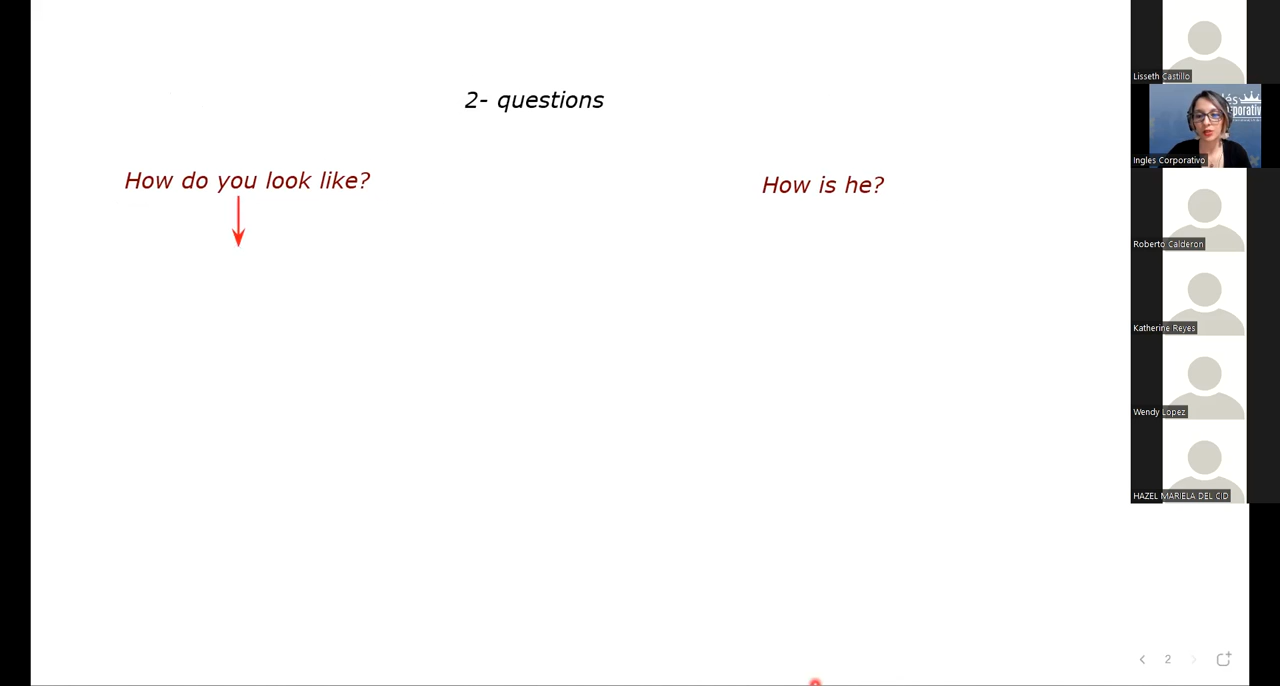 2- questions
How do you look like?
How is he?
Lisseth Castillo
Ingles Corporativo
Roberto Calderon
Katherine Reyes
Wendy Lopez
HAZEL MARIELA DEL CID
2